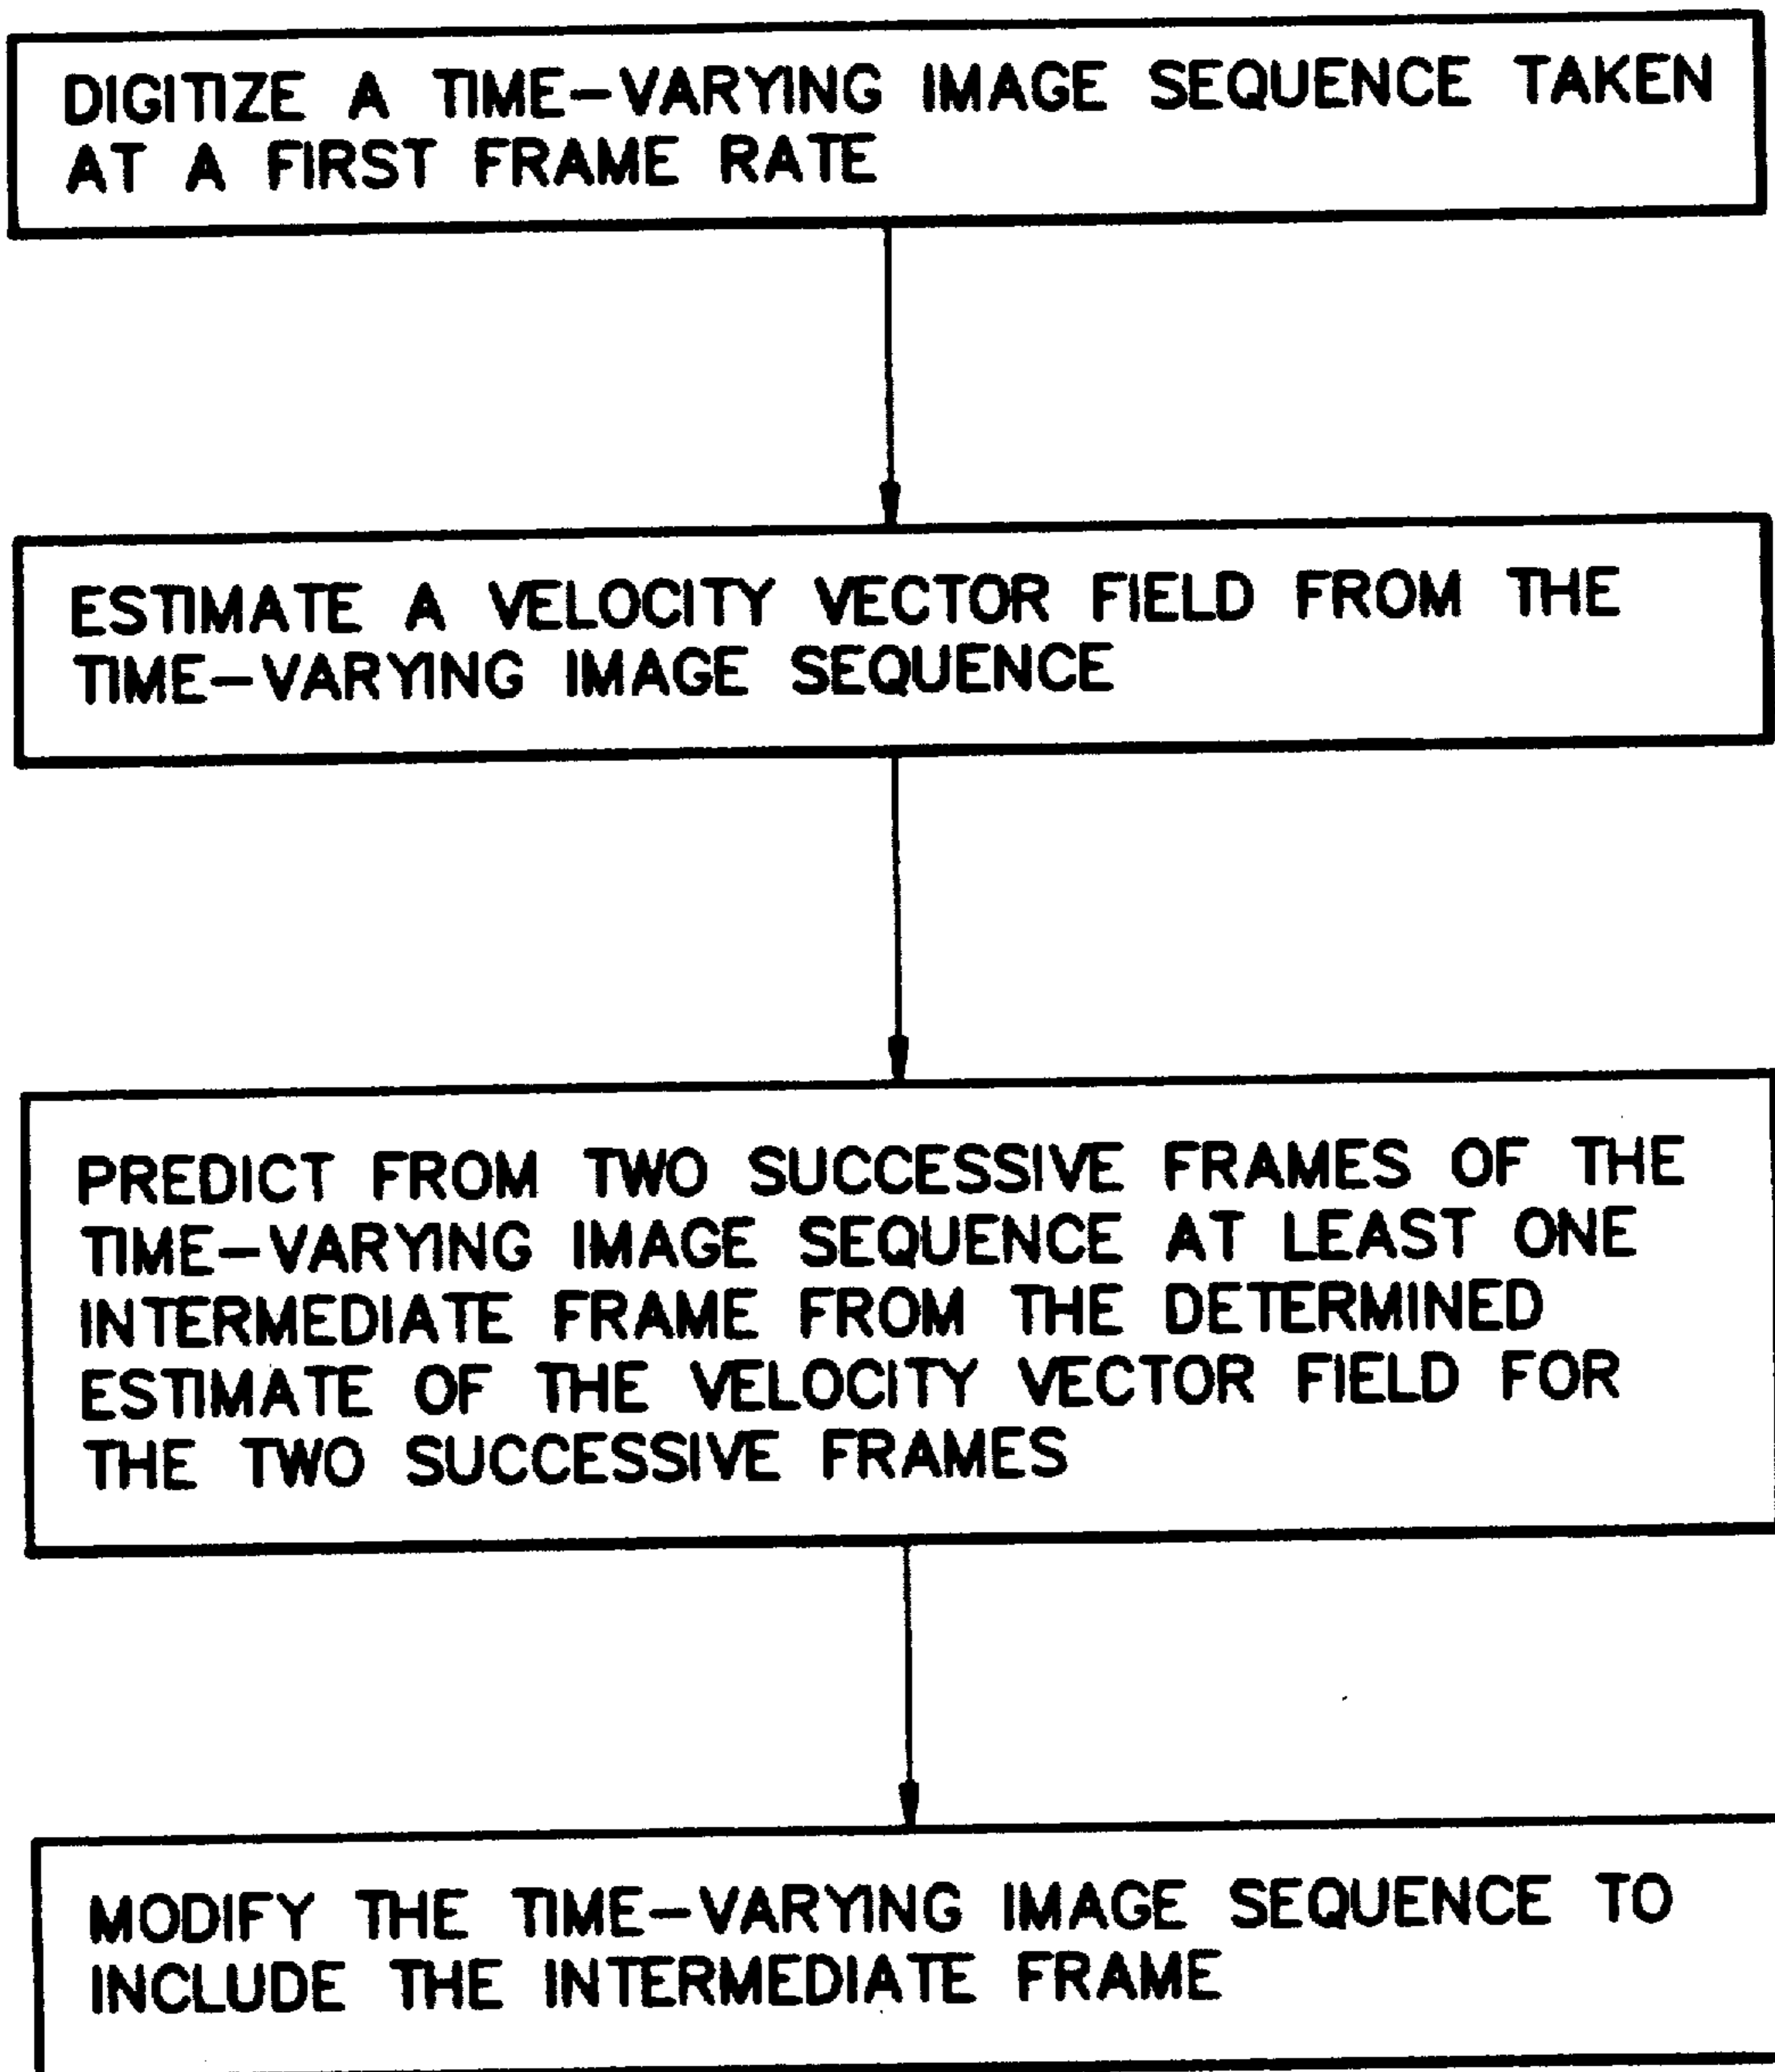 DIGITIZE A TIME-VARYING IMAGE SEQUENCE TAKEN
AT A FIRST FRAME RATE
ESTIMATE A VELOCITY VECTOR FIELD FROM THE
TIME-VARYING IMAGE SEQUENCE
PREDICT FROM TWO SUCCESSIVE FRAMES OF THE
TIME-VARYING IMAGE SEQUENCE AT LEAST ONE
INTERMEDIATE FRAME FROM THE DETERMINED
ESTIMATE OF THE VELOCITY VECTOR FIELD FOR
THE TWO SUCCESSIVE FRAMES
MODIFY THE TIME-VARYING IMAGE SEQUENCE TO
INCLUDE THE INTERMEDIATE FRAME